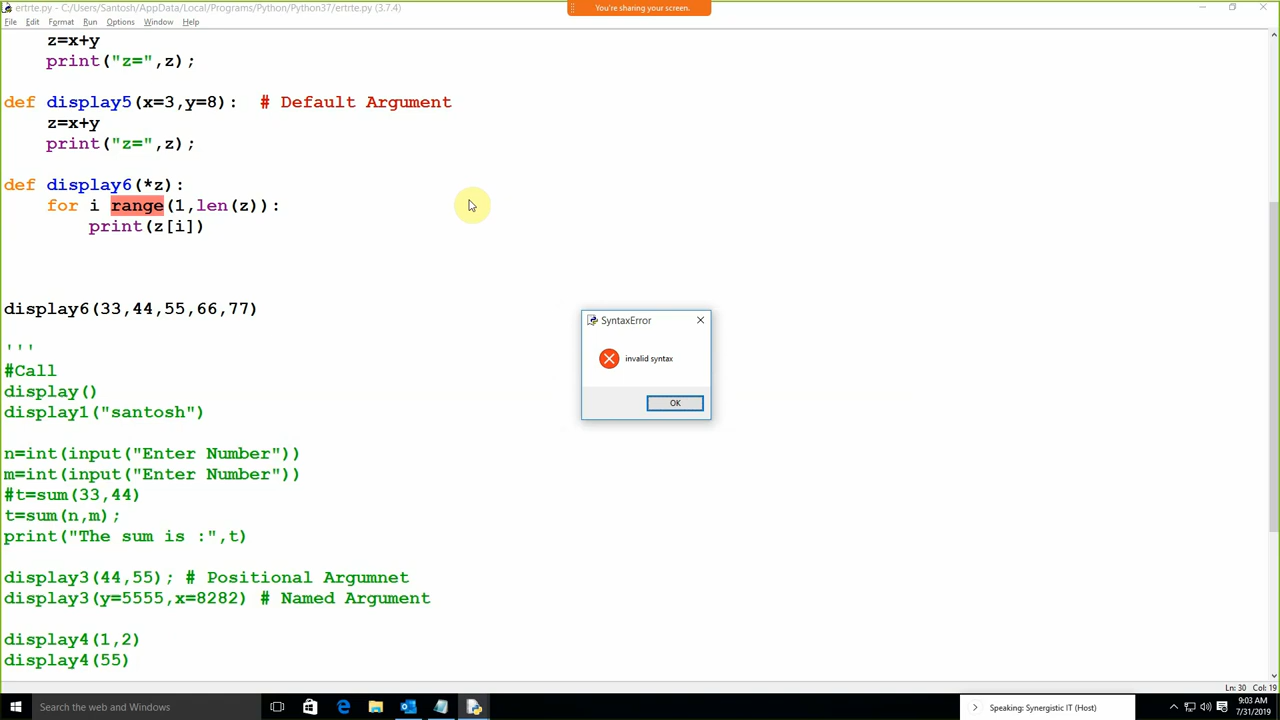 ertrte.py - C:/Users/Santosh/AppData/Local/Programs/Python/Python37/ertrte.py (3.7.4)
You're sharing your screen.
File Edit Format Run Options Window Help
z=x+y
print("z=",z);
def display5(x=3,y=8): # Default Argument
z=x+y
print("z=",z);
def display6(*z):
for i range(1,len(z)):
print(z[i])
display6(33,44,55,66,77)
SyntaxError
invalid syntax
OK
'''
#Call
display()
display1("santosh")
n=int(input("Enter Number"))
m=int(input("Enter Number"))
#t=sum(33,44)
t=sum(n,m);
print("The sum is :",t)
display3(44,55); # Positional Argumnet
display3(y=5555,x=8282) # Named Argument
display4(1,2)
display4(55)
Ln: 30 Col: 19
Search the web and Windows
Speaking: Synergistic IT (Host)
9:03 AM
7/31/2019